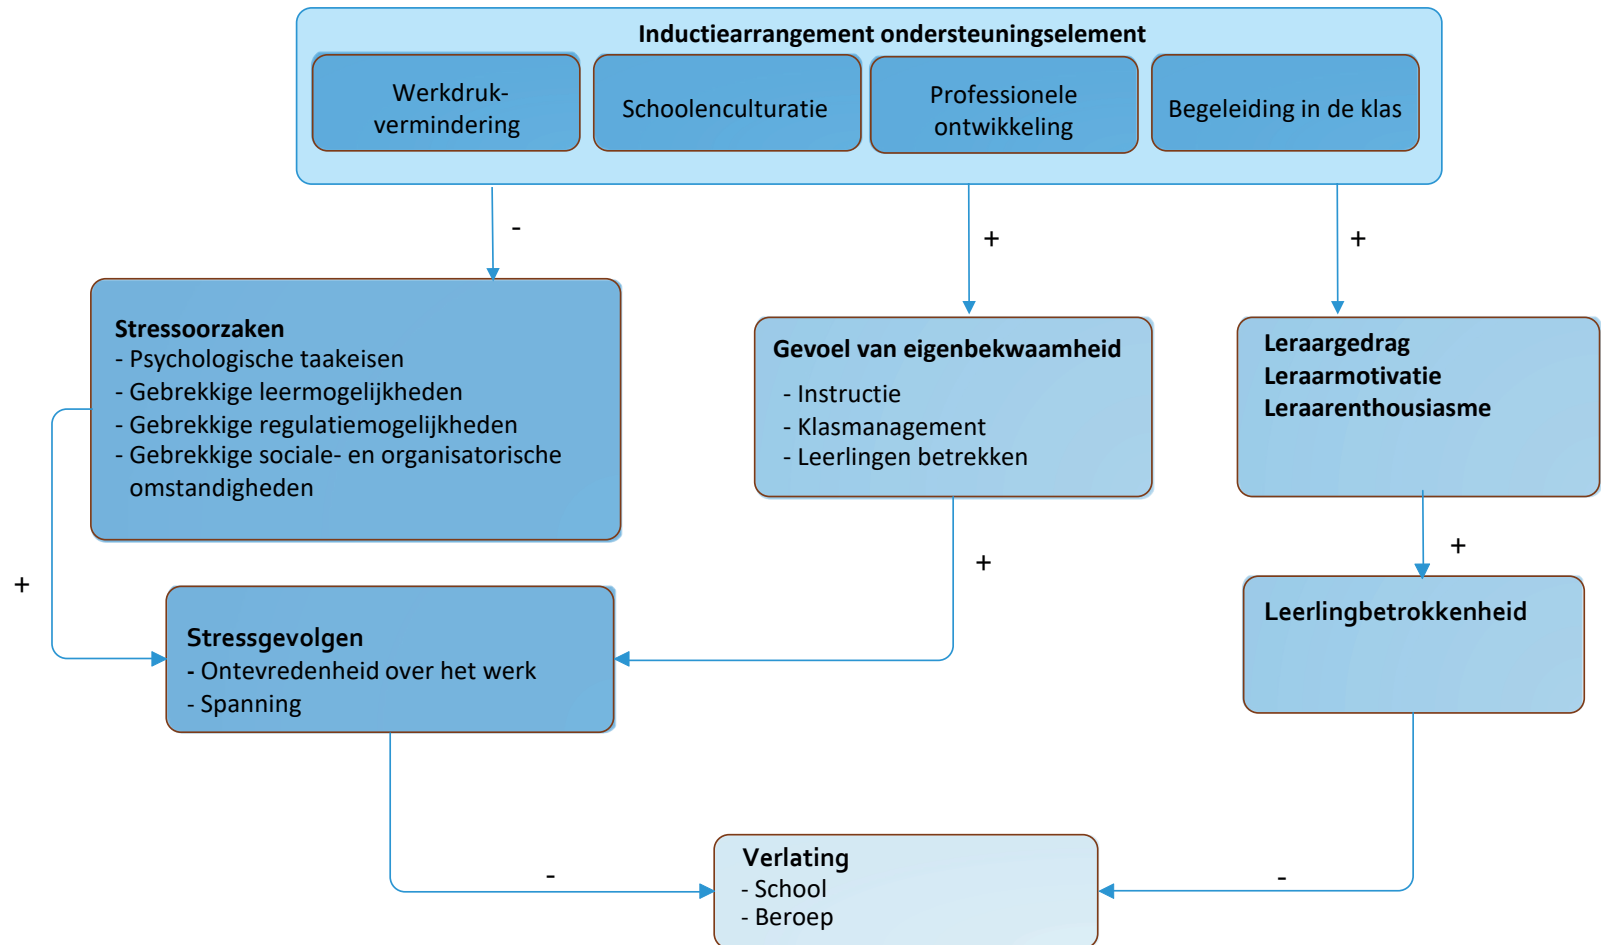 Inductiearrangement ondersteuningselement
Werkdruk-
vermindering
Schoolenculturatie
Professionele
ontwikkeling
Begeleiding in de klas
-
+
+
Stressoorzaken
- Psychologische taakeisen
- Gebrekkige leermogelijkheden
- Gebrekkige regulatiemogelijkheden
- Gebrekkige sociale- en organisatorische
omstandigheden
Gevoel van eigenbekwaamheid
- Instructie
- Klasmanagement
- Leerlingen betrekken
Leraargedrag
Leraarmotivatie
Leraarenthousiasme
+
+
+
Stressgevolgen
- Ontevredenheid over het werk
- Spanning
Leerlingbetrokkenheid
-
-
Verlating
- School
- Beroep